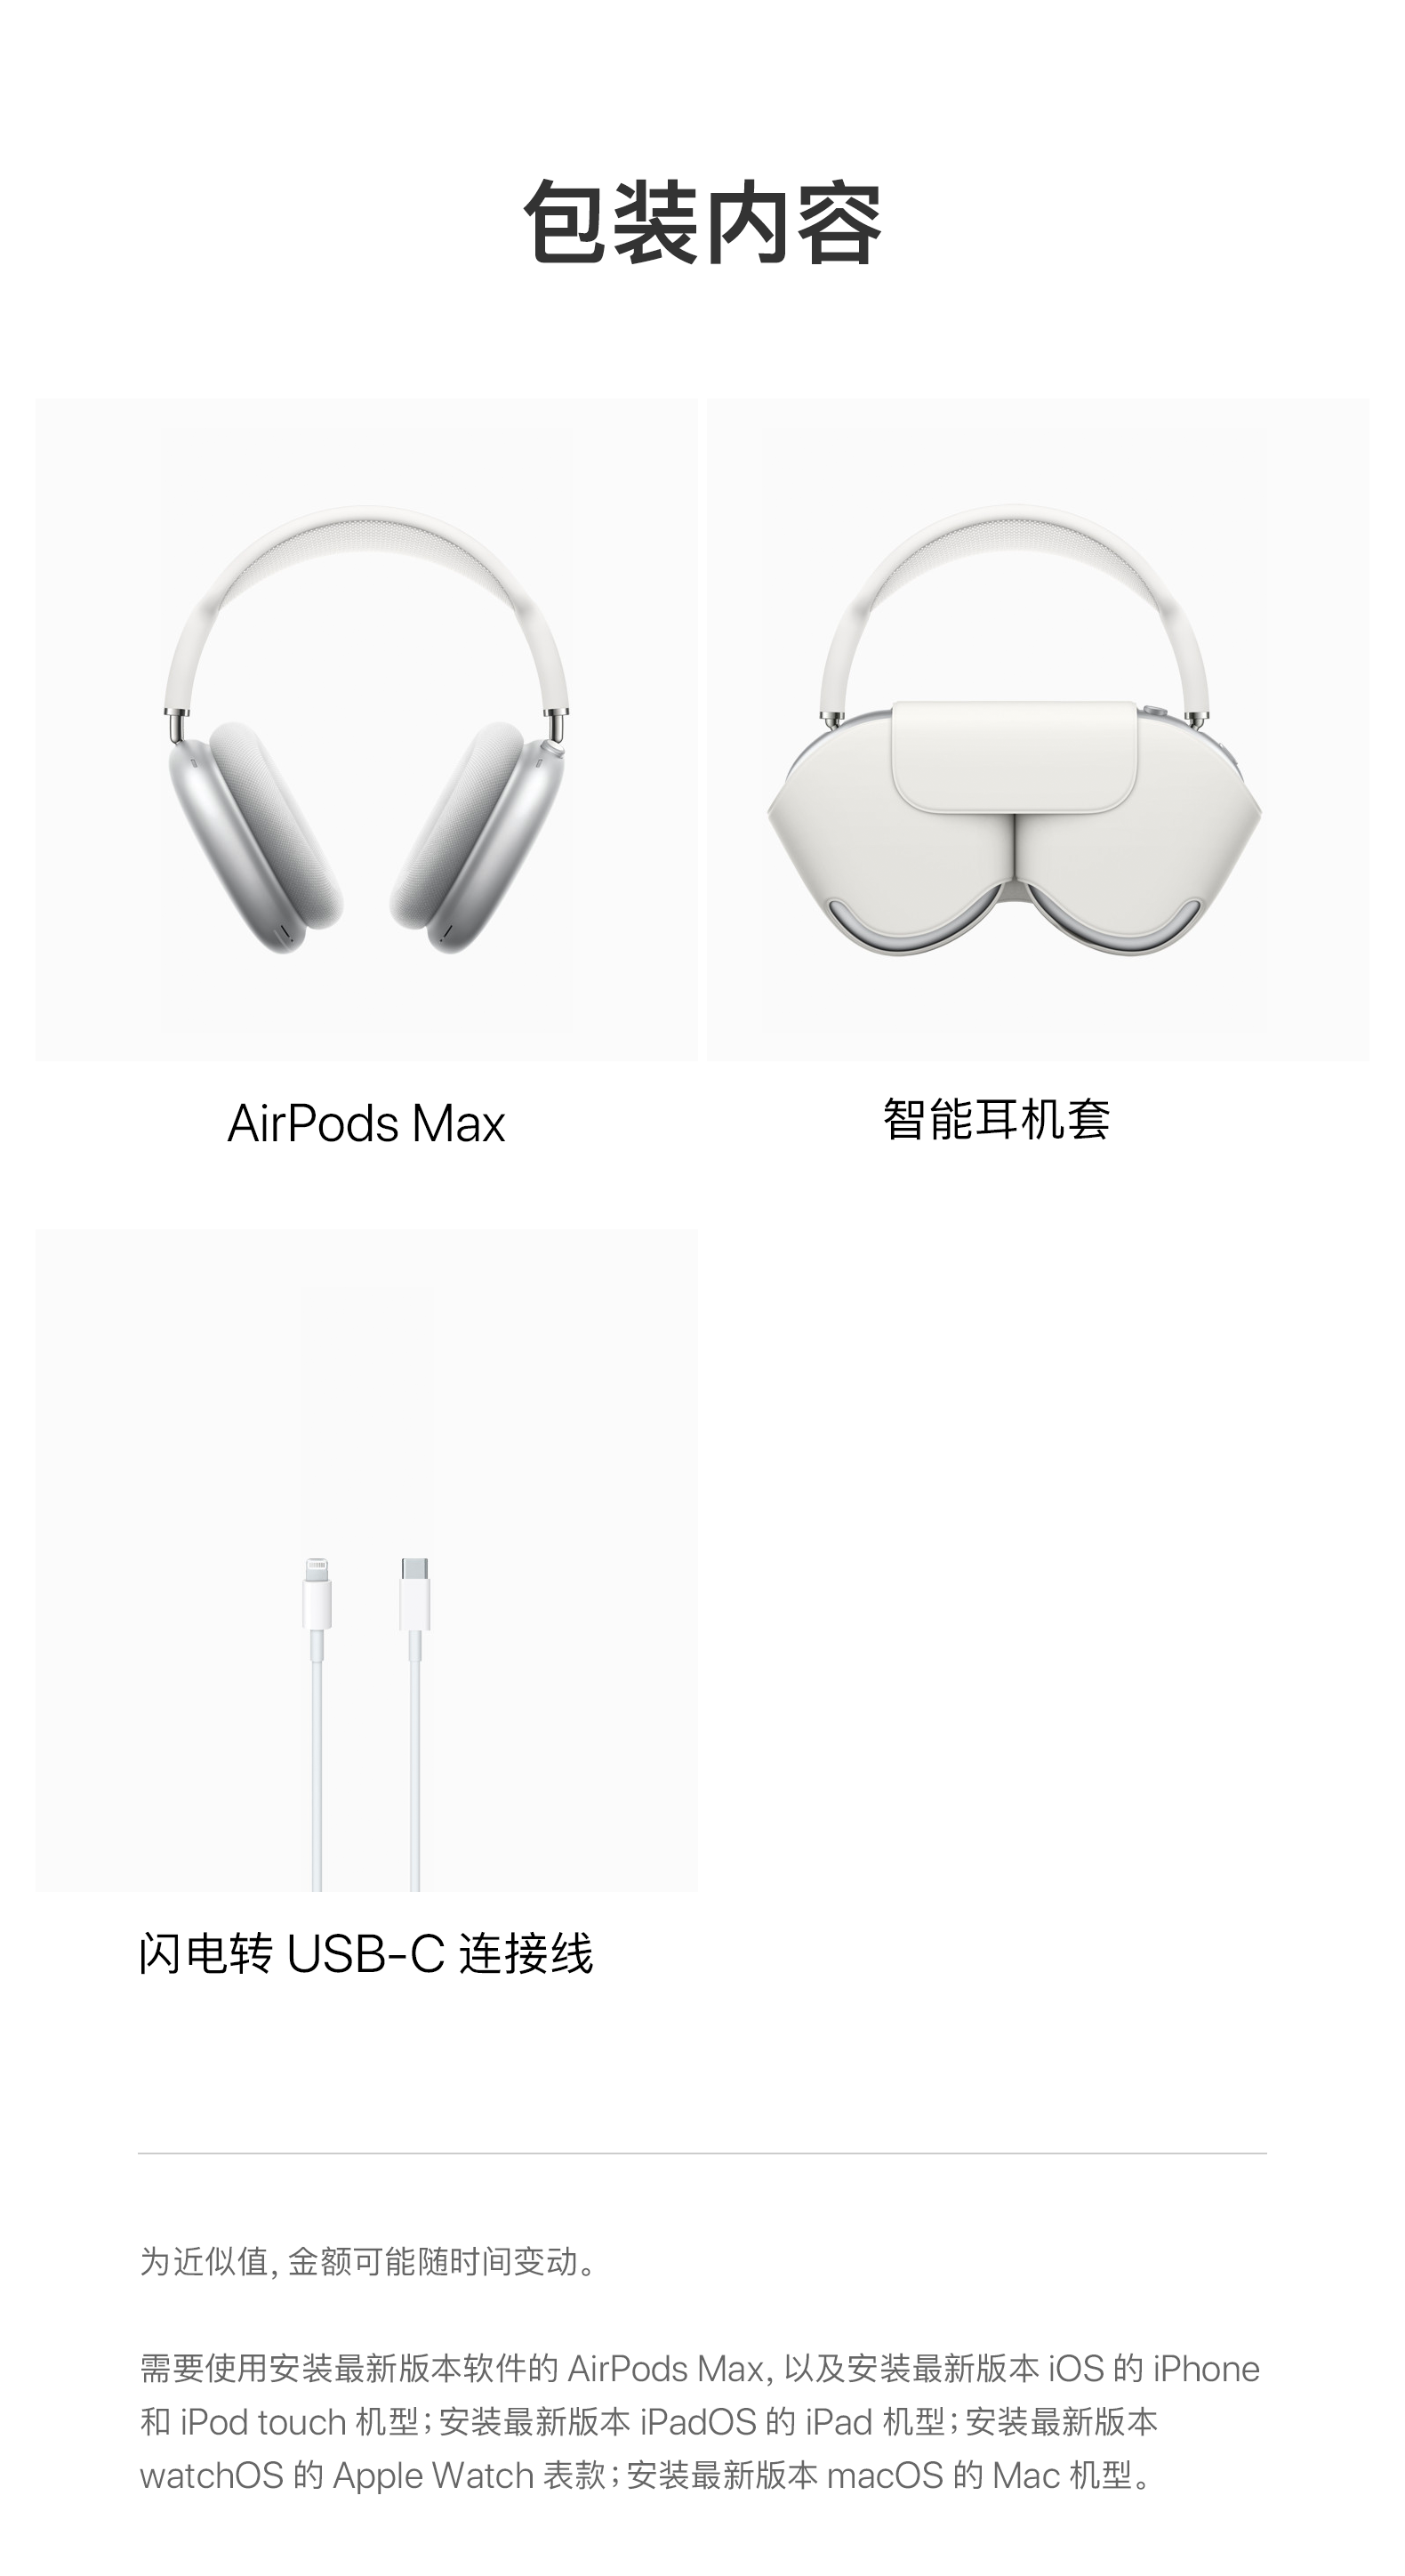 包装内容
AirPods Max
智能耳机套
闪电转 USB-C 连接线
为近似值, 金额可能随时间变动。
需要使用安装最新版本软件的 AirPods Max, 以及安装最新版本 iOS 的 iPhone
和 iPod touch 机型；安装最新版本 iPadOS 的 iPad 机型；安装最新版本
watchOS 的 Apple Watch 表款；安装最新版本 macOS 的 Mac 机型。